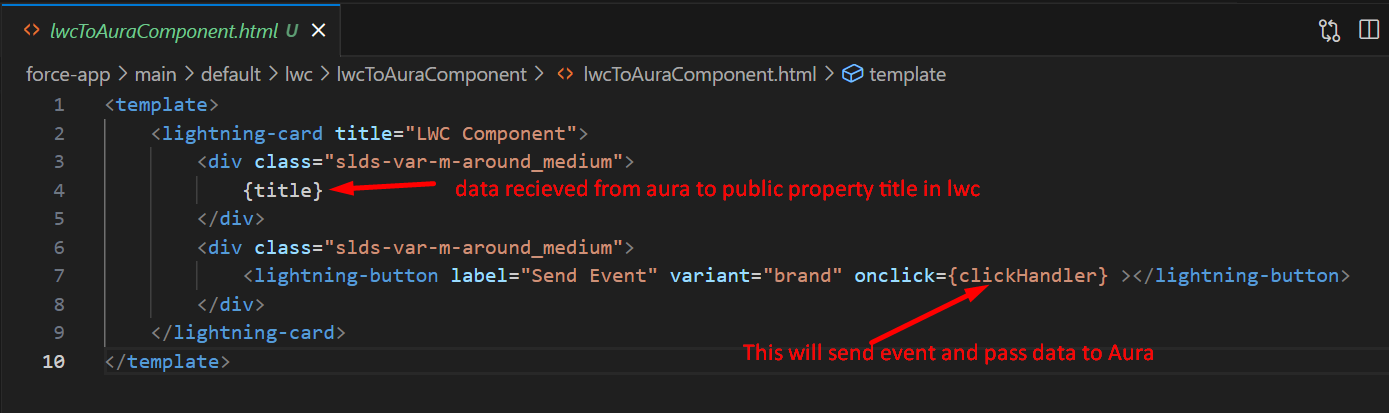 lwcToAuraComponent.html U
force-app > main > default > lwc > lwcToAuraComponent > lwcToAuraComponent.html > template
1 <template>
2 <lightning-card title="LWC Component">
3 <div class="slds-var-m-around_medium">
4 {title} data recieved from aura to public property title in lwc
5 </div>
6 <div class="slds-var-m-around_medium">
7 <lightning-button label="Send Event" variant="brand" onclick={clickHandler} ></lightning-button>
8 </div>
9 </lightning-card>
This will send event and pass data to Aura
10 </template>